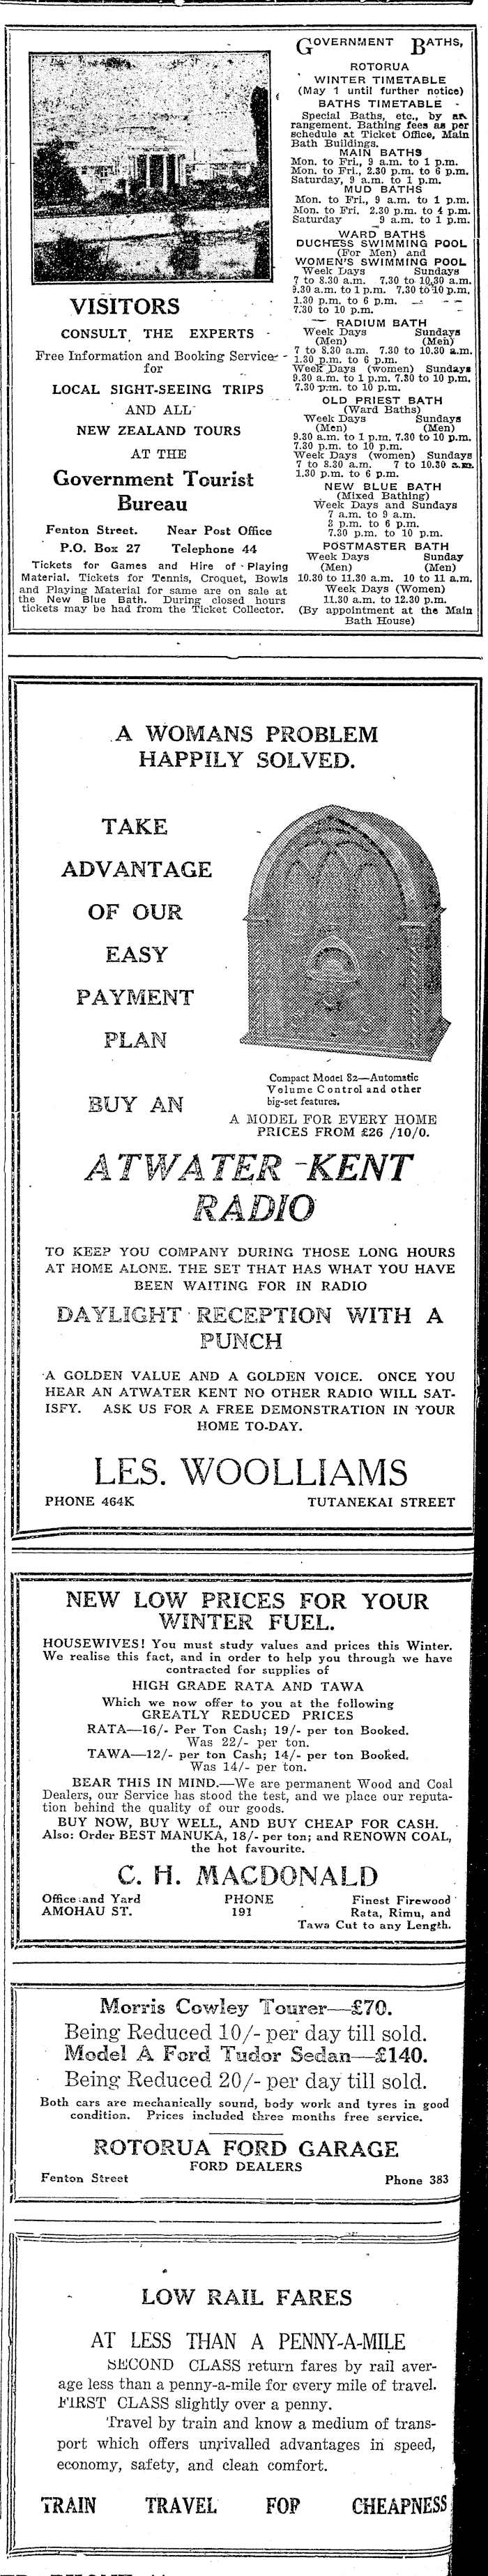 VISITORS
CONSULT THE EXPERTS
Free Information and Booking Service
for
LOCAL SIGHT-SEEING TRIPS
AND ALL
NEW ZEALAND TOURS
AT THE
Government Tourist
Bureau
Fenton Street. Near Post Office
P.O. Box 27 Telephone 44
Tickets for Games and Hire of Playing
Material. Tickets for Tennis, Croquet, Bowls
and Playing Material for same are on sale at
the New Blue Bath. During closed hours
tickets may be had from the Ticket Collector.
GOVERNMENT BATHS,
ROTORUA
WINTER TIMETABLE
(May 1 until further notice)
BATHS TIMETABLE
Special Baths, etc., by ar-
rangement. Bathing fees as per
schedule at Ticket Office, Main
Bath Buildings.
MAIN BATHS
Mon. to Fri., 9 a.m. to 1 p.m.
Mon. to Fri., 2.30 p.m. to 6 p.m.
Saturday, 9 a.m. to 1 p.m.
MUD BATHS
Mon. to Fri., 9 a.m. to 1 p.m.
Mon. to Fri. 2.30 p.m. to 4 p.m.
Saturday 9 a.m. to 1 p.m.
WARD BATHS
DUCHESS SWIMMING POOL
(For Men) and
WOMEN'S SWIMMING POOL
Week Days Sundays
7 to 8.30 a.m. 7.30 to 10.30 a.m.
9.30 a.m. to 1 p.m. 7.30 to 10 p.m.
1.30 p.m. to 6 p.m. — — —
7.30 to 10 p.m.
RADIUM BATH
Week Days Sundays
(Men) (Men)
7 to 8.30 a.m. 7.30 to 10.30 a.m.
1.30 p.m. to 6 p.m.
Week Days (women) Sundays
9.30 a.m. to 1 p.m. 7.30 to 10 p.m.
7.30 p.m. to 10 p.m.
OLD PRIEST BATH
(Ward Baths)
Week Days Sundays
(Men) (Men)
9.30 a.m. to 1 p.m. 7.30 to 10 p.m.
7.30 p.m. to 10 p.m.
Week Days (women) Sundays
7 to 8.30 a.m. 7 to 10.30 a.m.
1.30 p.m. to 6 p.m.
NEW BLUE BATH
(Mixed Bathing)
Week Days and Sundays
7 a.m. to 9 a.m.
3 p.m. to 6 p.m.
7.30 p.m. to 10 p.m.
POSTMASTER BATH
Week Days Sunday
(Men) (Men)
10.30 to 11.30 a.m. 10 to 11 a.m.
Week Days (Women)
11.30 a.m. to 12.30 p.m.
(By appointment at the Main
Bath House)
A WOMANS PROBLEM
HAPPILY SOLVED.
TAKE
ADVANTAGE
OF OUR
EASY
PAYMENT
PLAN
BUY AN
Compact Model 82—Automatic
Volume Control and other
big-set features.
A MODEL FOR EVERY HOME
PRICES FROM £26 /10/0.
ATWATER-KENT
RADIO
TO KEEP YOU COMPANY DURING THOSE LONG HOURS
AT HOME ALONE. THE SET THAT HAS WHAT YOU HAVE
BEEN WAITING FOR IN RADIO
DAYLIGHT RECEPTION WITH A
PUNCH
A GOLDEN VALUE AND A GOLDEN VOICE. ONCE YOU
HEAR AN ATWATER KENT NO OTHER RADIO WILL SAT-
ISFY. ASK US FOR A FREE DEMONSTRATION IN YOUR
HOME TO-DAY.
LES. WOOLLIAMS
PHONE 464K TUTANEKAI STREET
NEW LOW PRICES FOR YOUR
WINTER FUEL.
HOUSEWIVES! You must study values and prices this Winter.
We realise this fact, and in order to help you through we have
contracted for supplies of
HIGH GRADE RATA AND TAWA
Which we now offer to you at the following
GREATLY REDUCED PRICES
RATA—16/- Per Ton Cash; 19/- per ton Booked.
Was 22/- per ton.
TAWA—12/- per ton Cash; 14/- per ton Booked.
Was 14/- per ton.
BEAR THIS IN MIND.—We are permanent Wood and Coal
Dealers, our Service has stood the test, and we place our reputa-
tion behind the quality of our goods.
BUY NOW, BUY WELL, AND BUY CHEAP FOR CASH.
Also: Order BEST MANUKA, 18/- per ton; and RENOWN COAL,
the hot favourite.
C. H. MACDONALD
Office and Yard PHONE Finest Firewood
AMOHAU ST. 191 Rata, Rimu, and
Tawa Cut to any Length.
Morris Cowley Tourer—£70.
Being Reduced 10/- per day till sold.
Model A Ford Tudor Sedan—£140.
Being Reduced 20/- per day till sold.
Both cars are mechanically sound, body work and tyres in good
condition. Prices included three months free service.
ROTORUA FORD GARAGE
FORD DEALERS
Fenton Street Phone 383
LOW RAIL FARES
AT LESS THAN A PENNY-A-MILE
SECOND CLASS return fares by rail aver-
age less than a penny-a-mile for every mile of travel.
FIRST CLASS slightly over a penny.
Travel by train and know a medium of trans-
port which offers unrivalled advantages in speed,
economy, safety, and clean comfort.
TRAIN TRAVEL FOR CHEAPNESS